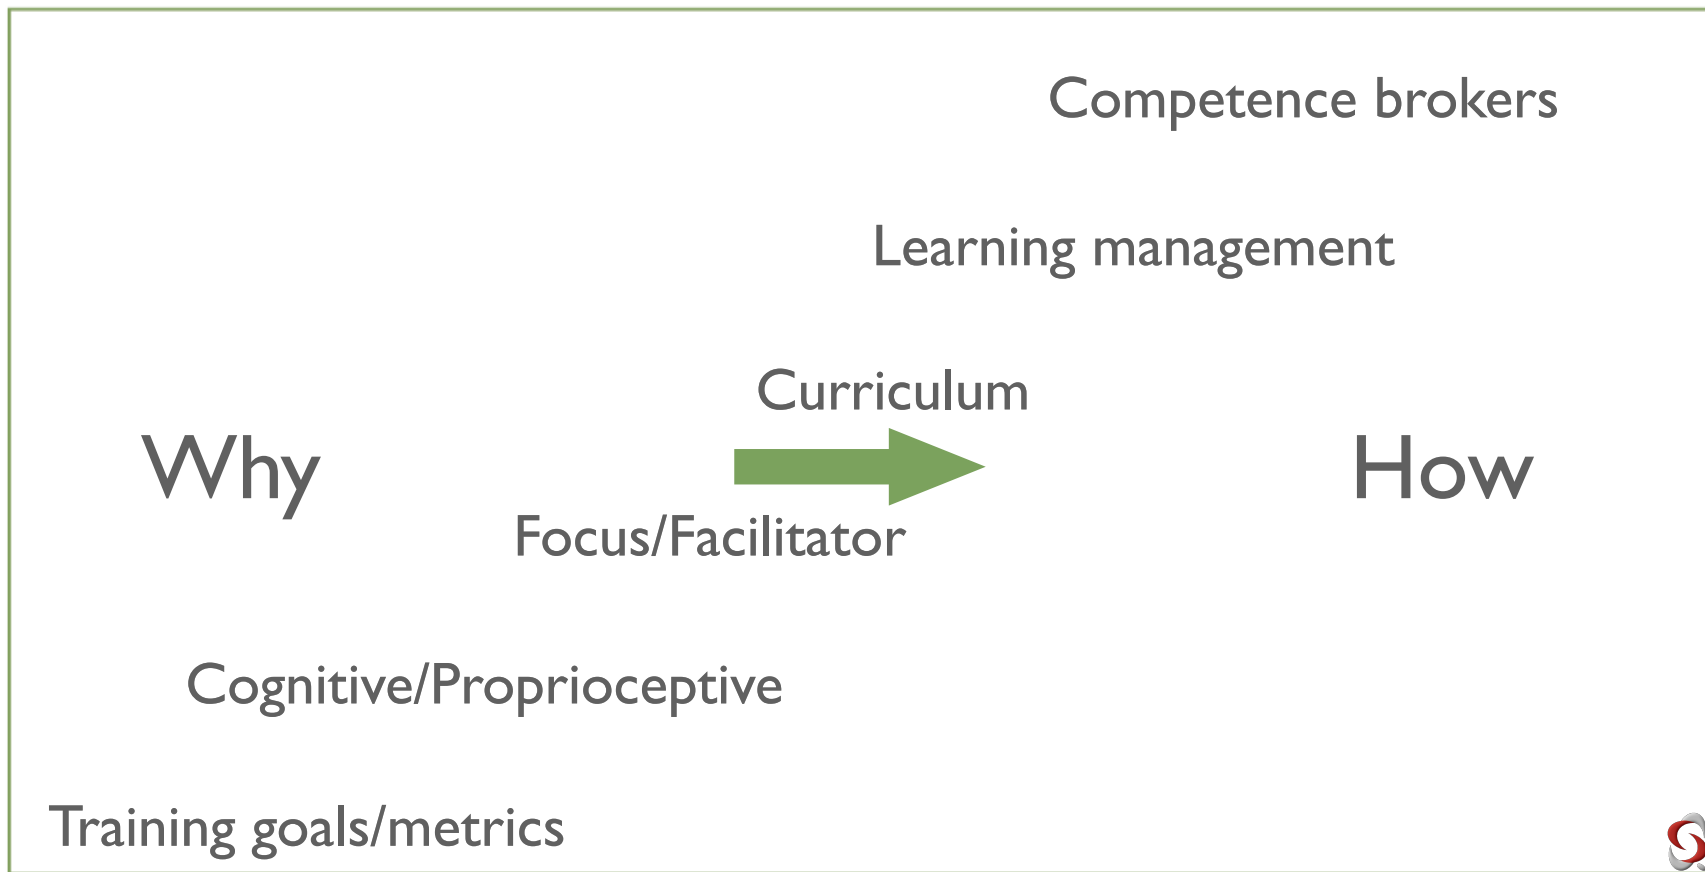 Competence brokers
Learning management
Curriculum
Why
How
Focus/Facilitator
Cognitive/Proprioceptive
Training goals/metrics